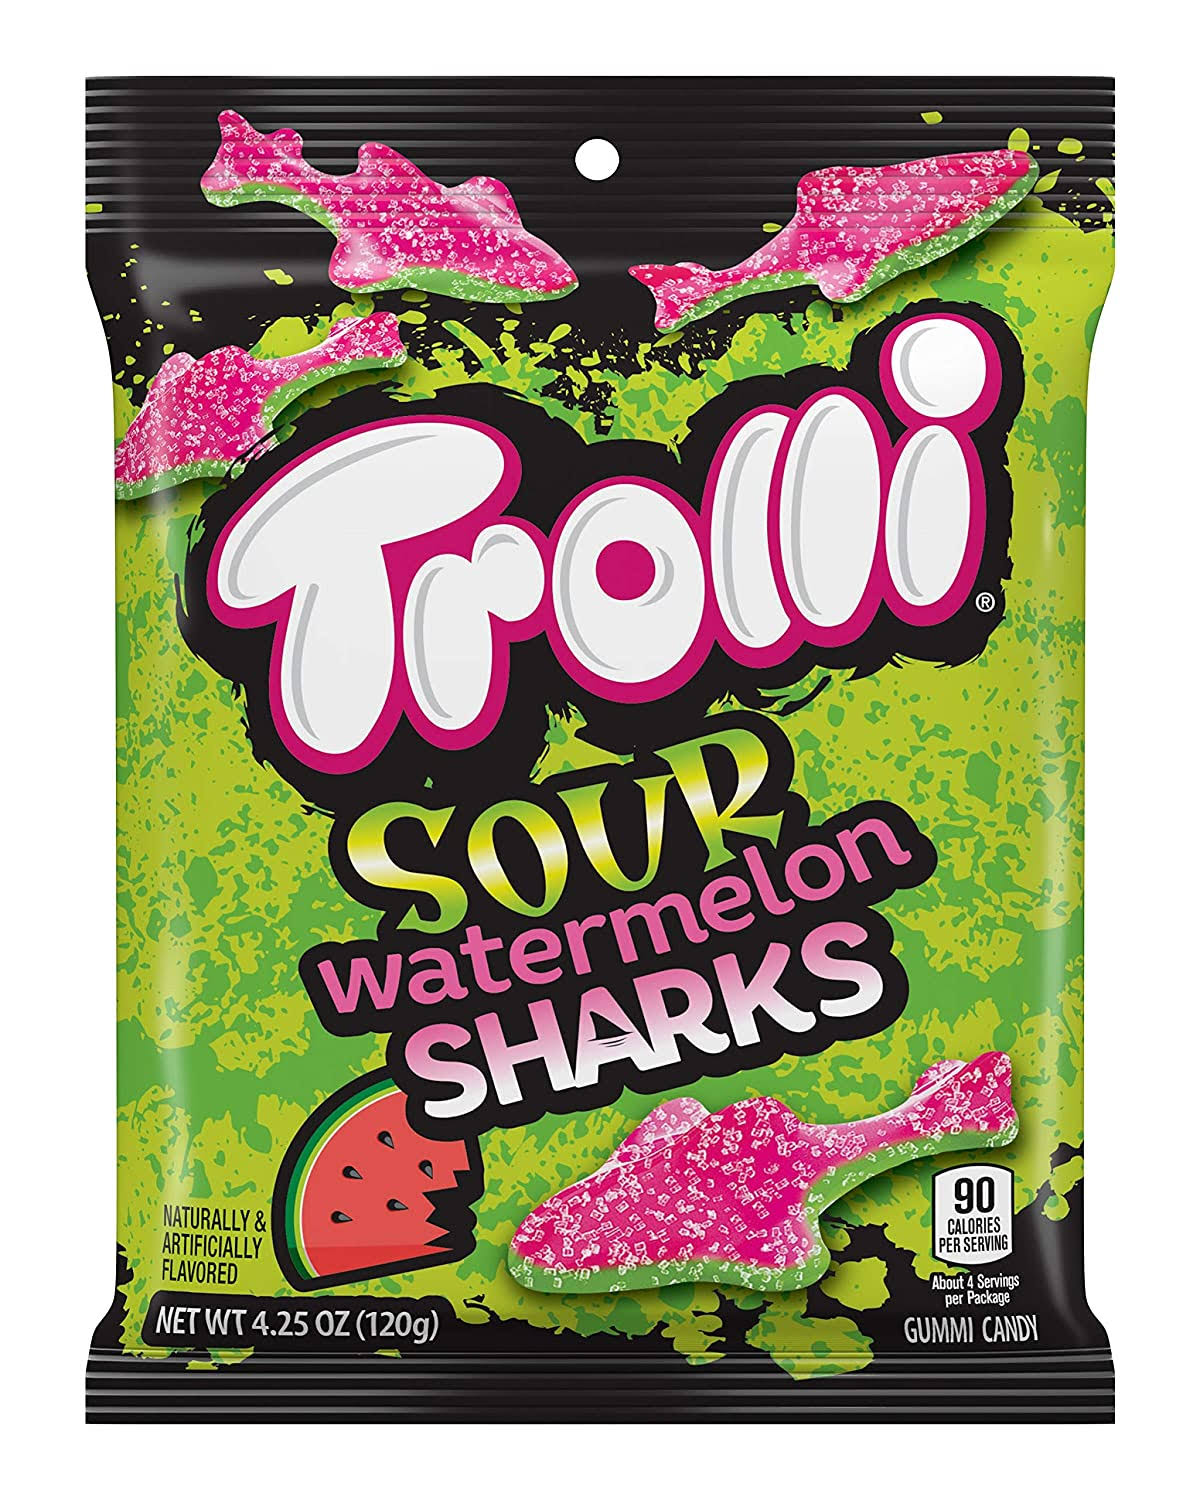 Trolli®
SOUR
watermelon
SHARKS
NATURALLY &
ARTIFICIALLY
FLAVORED
NET WT 4.25 OZ (120g)
90
CALORIES
PER SERVING
About 4 Servings
per Package
GUMMI CANDY